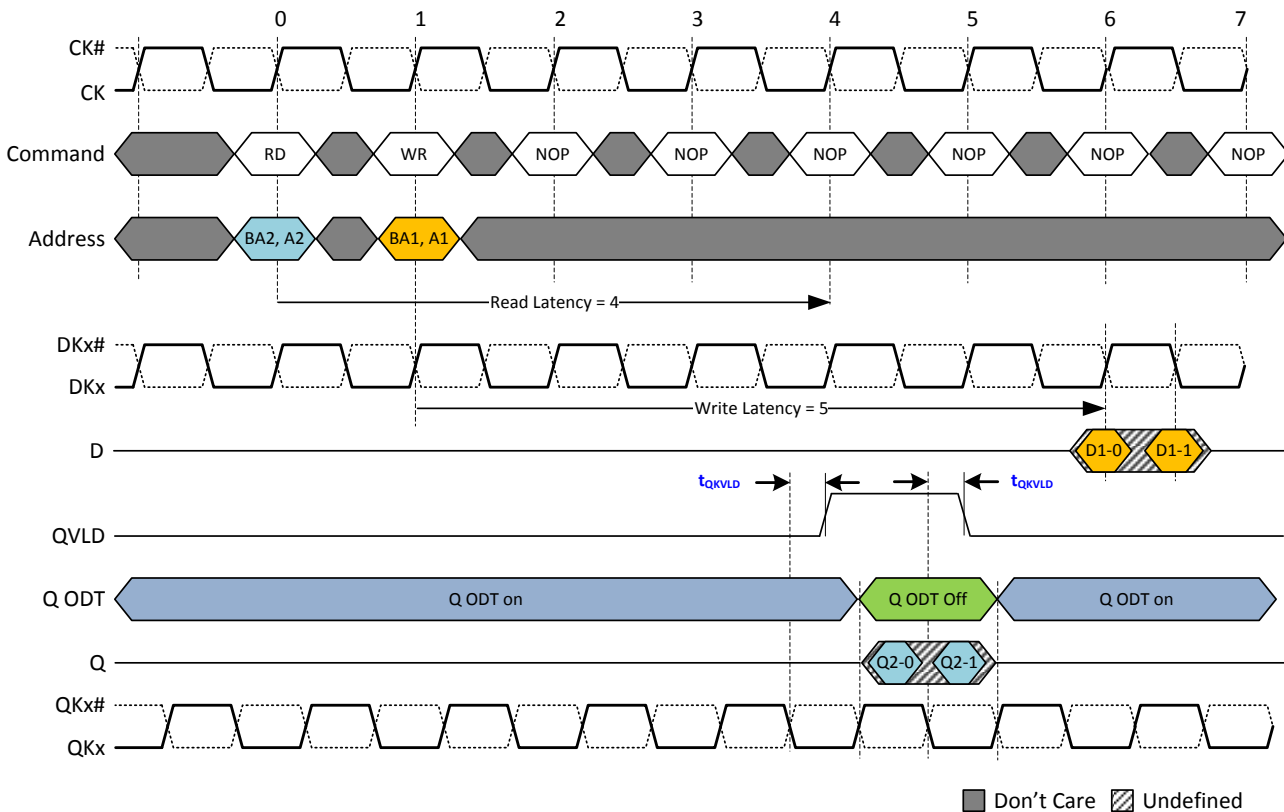 0 1 2 3 4 5 6 7
CK#
CK
Command RD WR NOP NOP NOP NOP NOP NOP
Address BA2, A2 BA1, A1
Read Latency = 4
DKx#
DKx
Write Latency = 5
D D1-0 D1-1
tQKVLD tQKVLD
QVLD
Q ODT Q ODT on Q ODT Off Q ODT on
Q Q2-0 Q2-1
QKx#
QKx
Don't Care Undefined